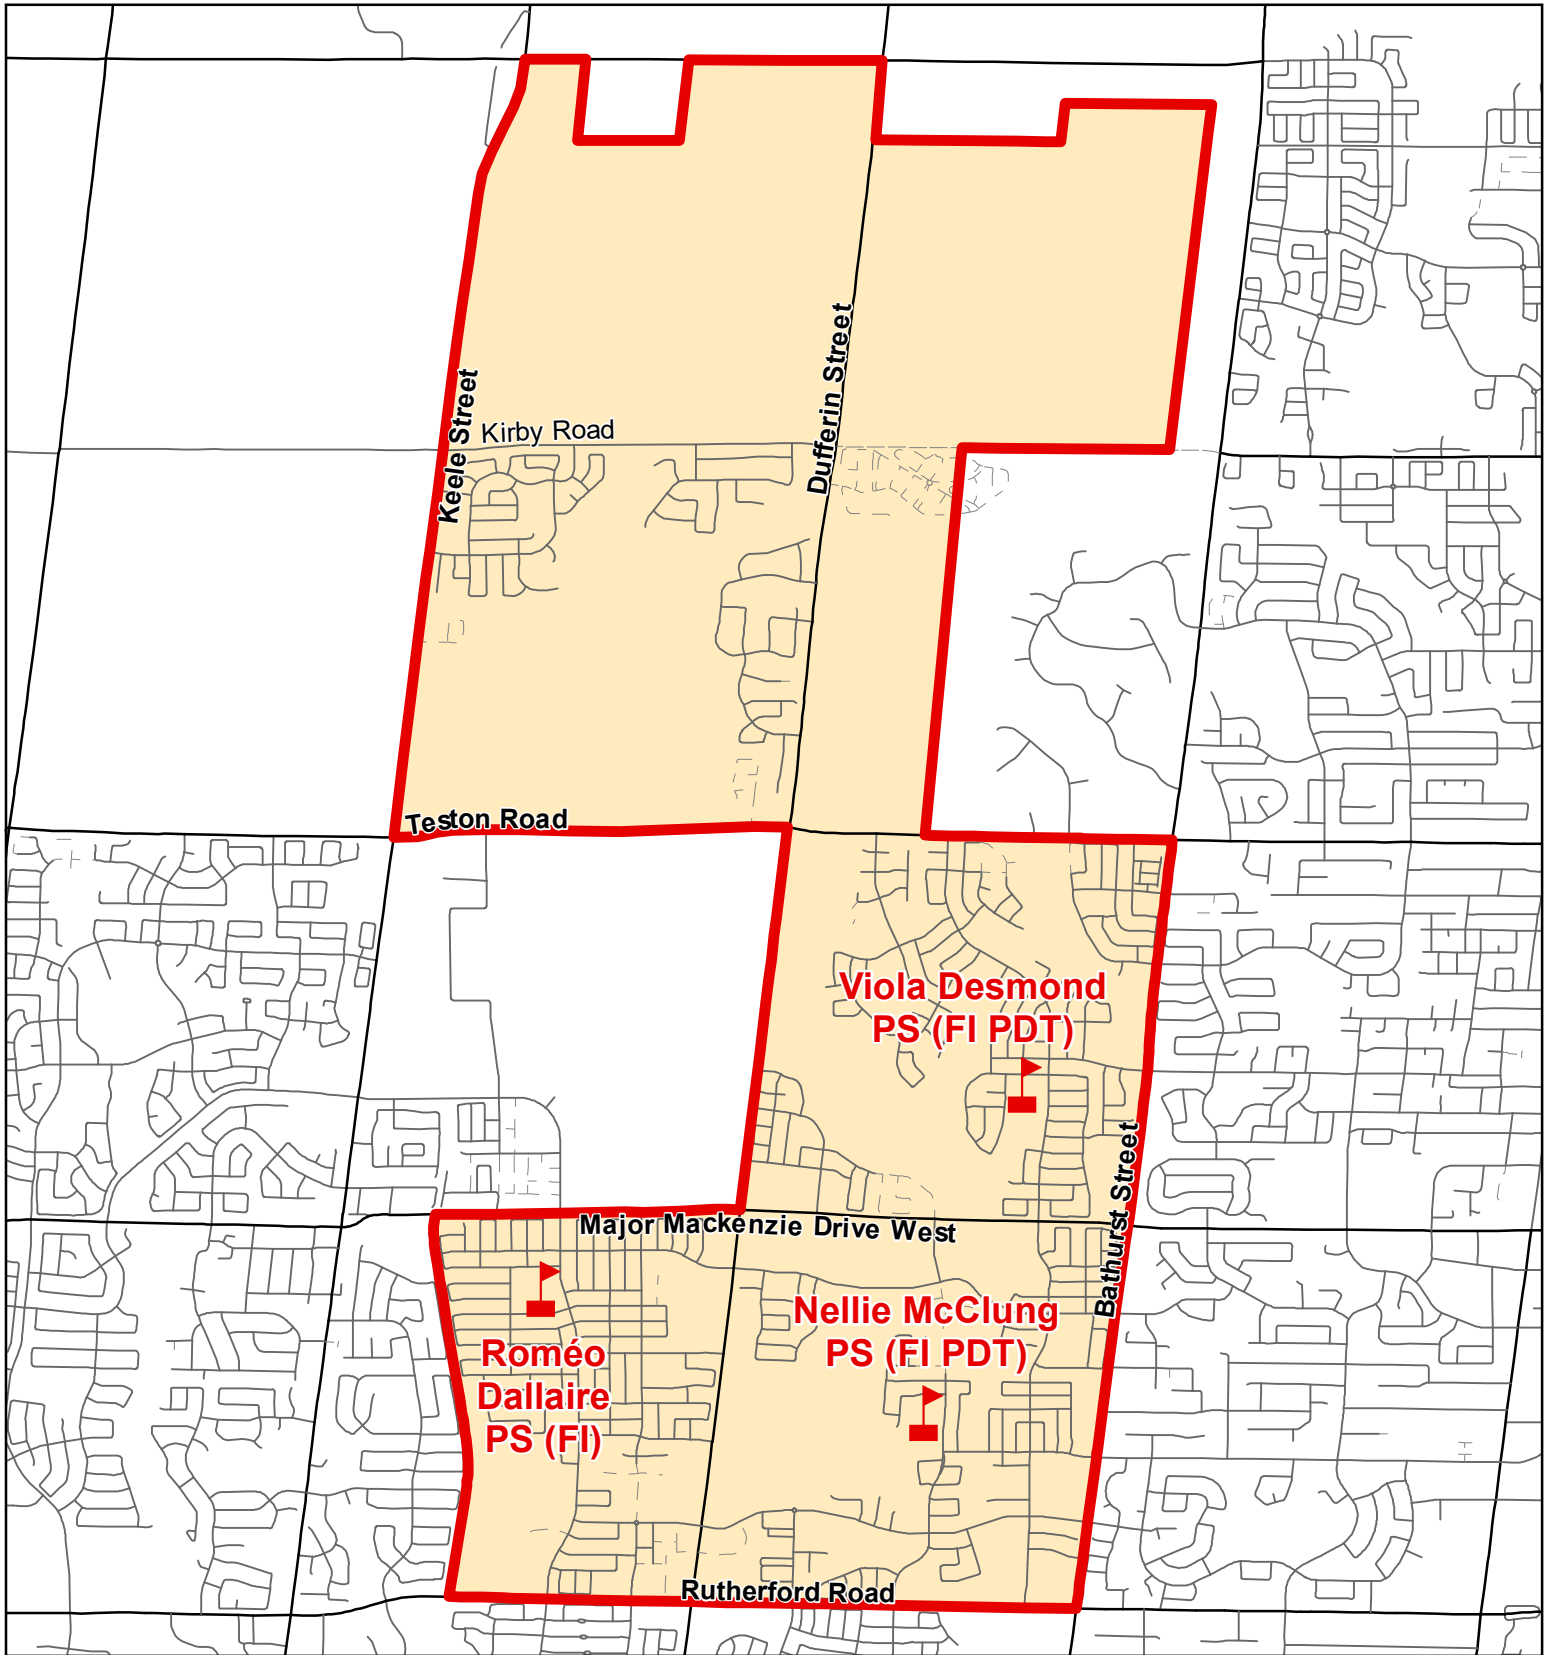 Dufferin Street
Keele Street
Kirby Road
Teston Road
Viola Desmond
PS (FI PDT)
Bathurst Street
Major Mackenzie Drive West
Nellie McClung
PS (FI PDT)
Roméo
Dallaire
PS (FI)
Rutherford Road